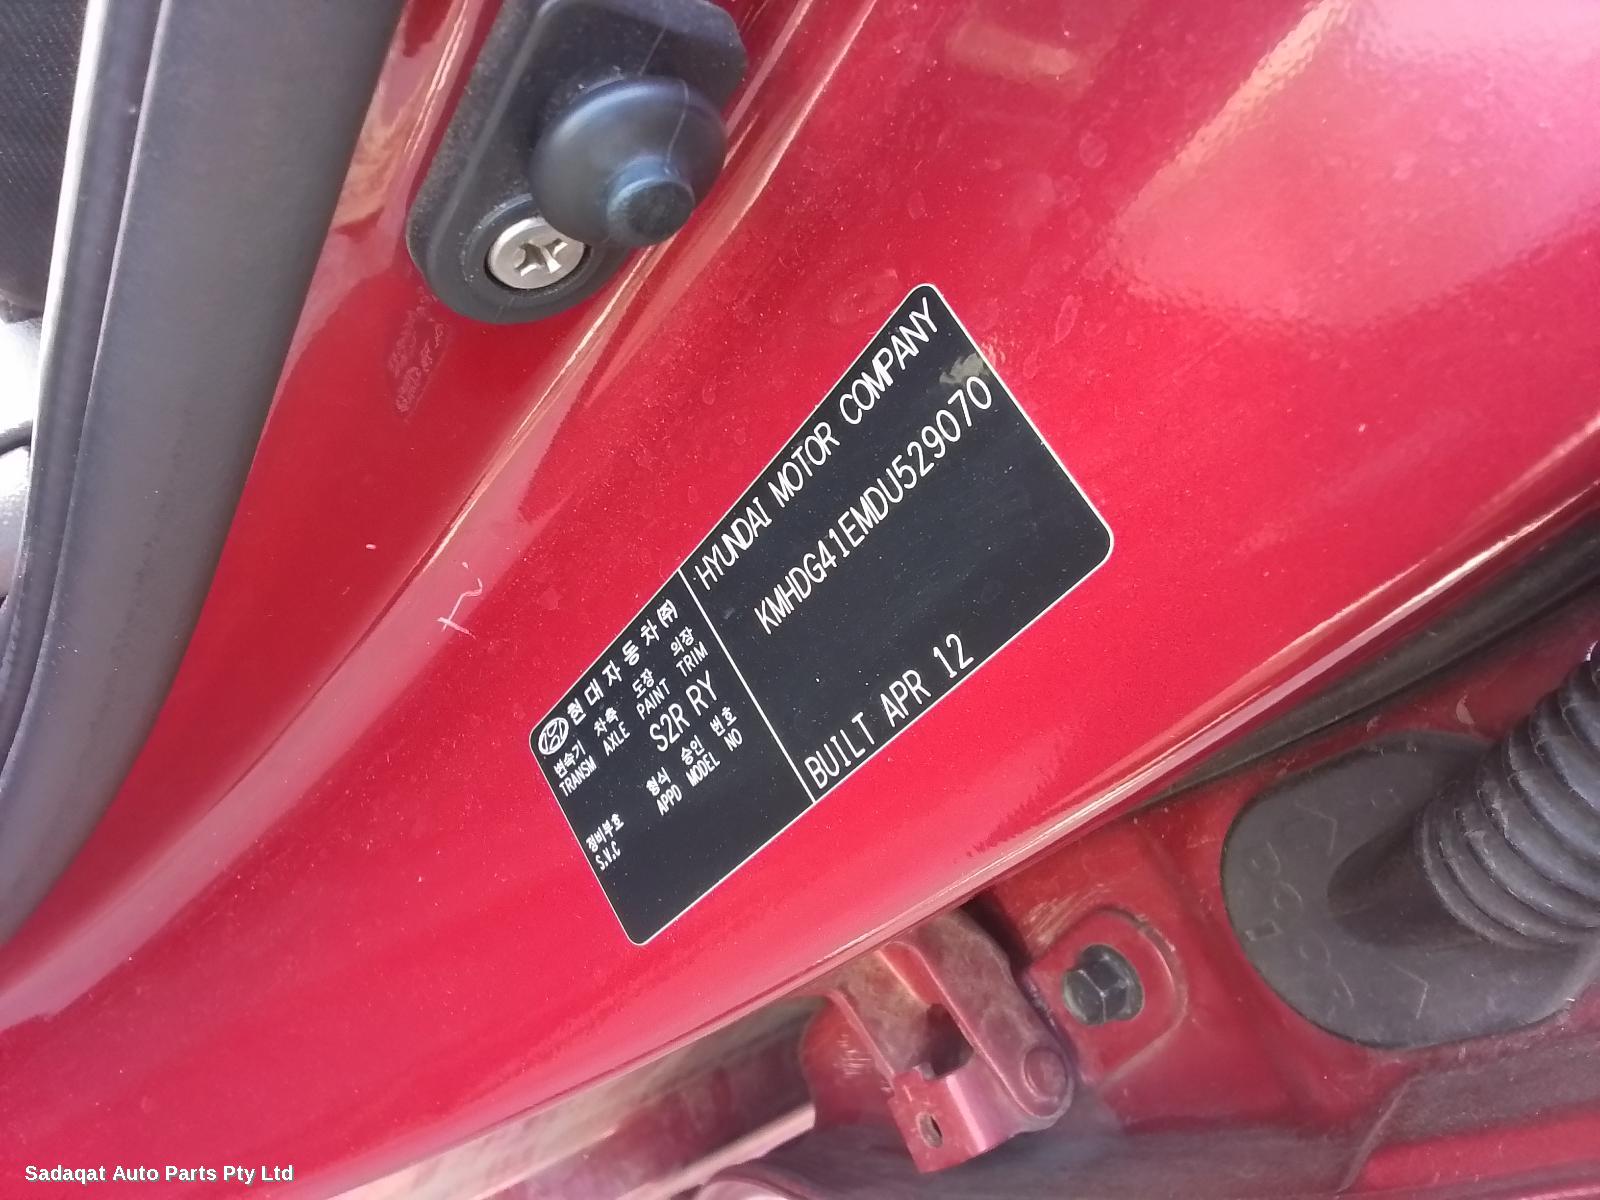 현대자동차(주)
변속기 차축 도장 의장
TRANSM AXLE PAINT TRIM
S2R RY
형식 승인 번호
APPD MODEL NO
정비부호
S.V.C
HYUNDAI MOTOR COMPANY
KMHDG41EMDU529070
BUILT APR 12
Sadaqat Auto Parts Pty Ltd